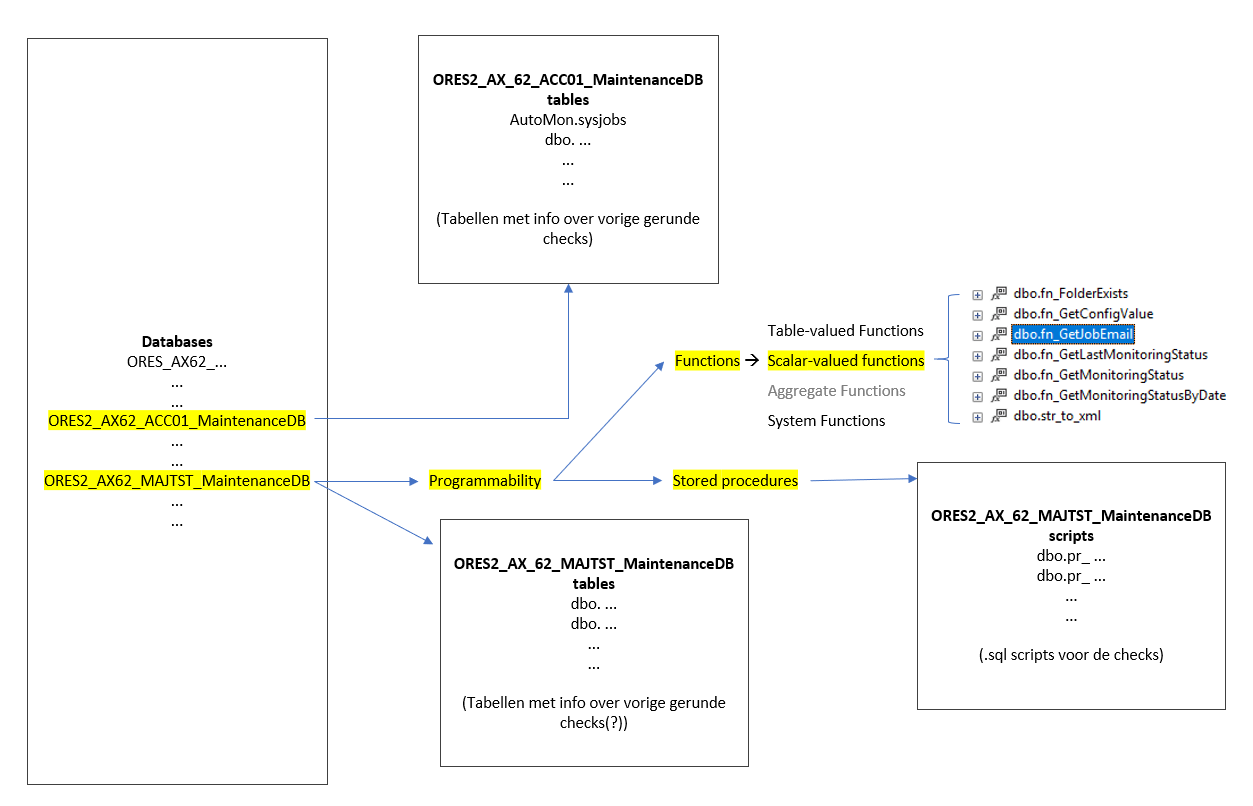 Databases
ORES_AX62_...
...
...
ORES2_AX62_ACC01_MaintenanceDB
...
...
ORES2_AX62_MAJTST_MaintenanceDB
...
...
ORES2_AX_62_ACC01_MaintenanceDB
tables
AutoMon.sysjobs
dbo. ...
...
...
(Tabellen met info over vorige gerunde
checks)
Programmability
Functions → Scalar-valued functions
Table-valued Functions
Aggregate Functions
System Functions
dbo.fn_FolderExists
dbo.fn_GetConfigValue
dbo.fn_GetJobEmail
dbo.fn_GetLastMonitoringStatus
dbo.fn_GetMonitoringStatus
dbo.fn_GetMonitoringStatusByDate
dbo.str_to_xml
Stored procedures
ORES2_AX_62_MAJTST_MaintenanceDB
tables
dbo. ...
dbo. ...
...
...
(Tabellen met info over vorige gerunde
checks(?))
ORES2_AX_62_MAJTST_MaintenanceDB
scripts
dbo.pr_ ...
dbo.pr_ ...
...
...
(.sql scripts voor de checks)